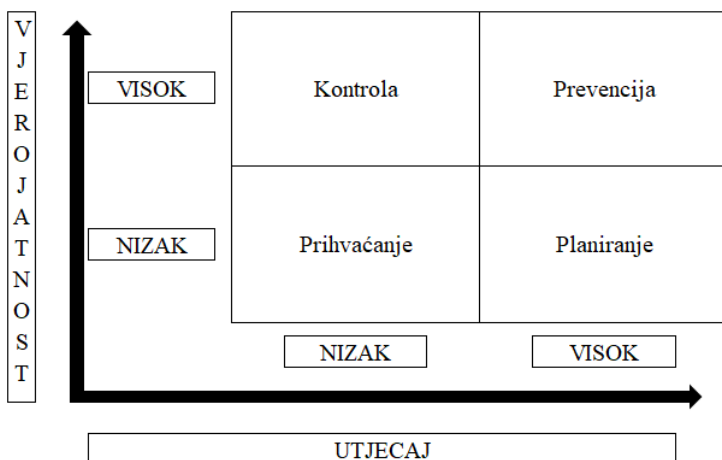 VJEROJATNOST
VISOK
Kontrola
Prevencija
NIZAK
Prihvaćanje
Planiranje
NIZAK
VISOK
UTJECAJ